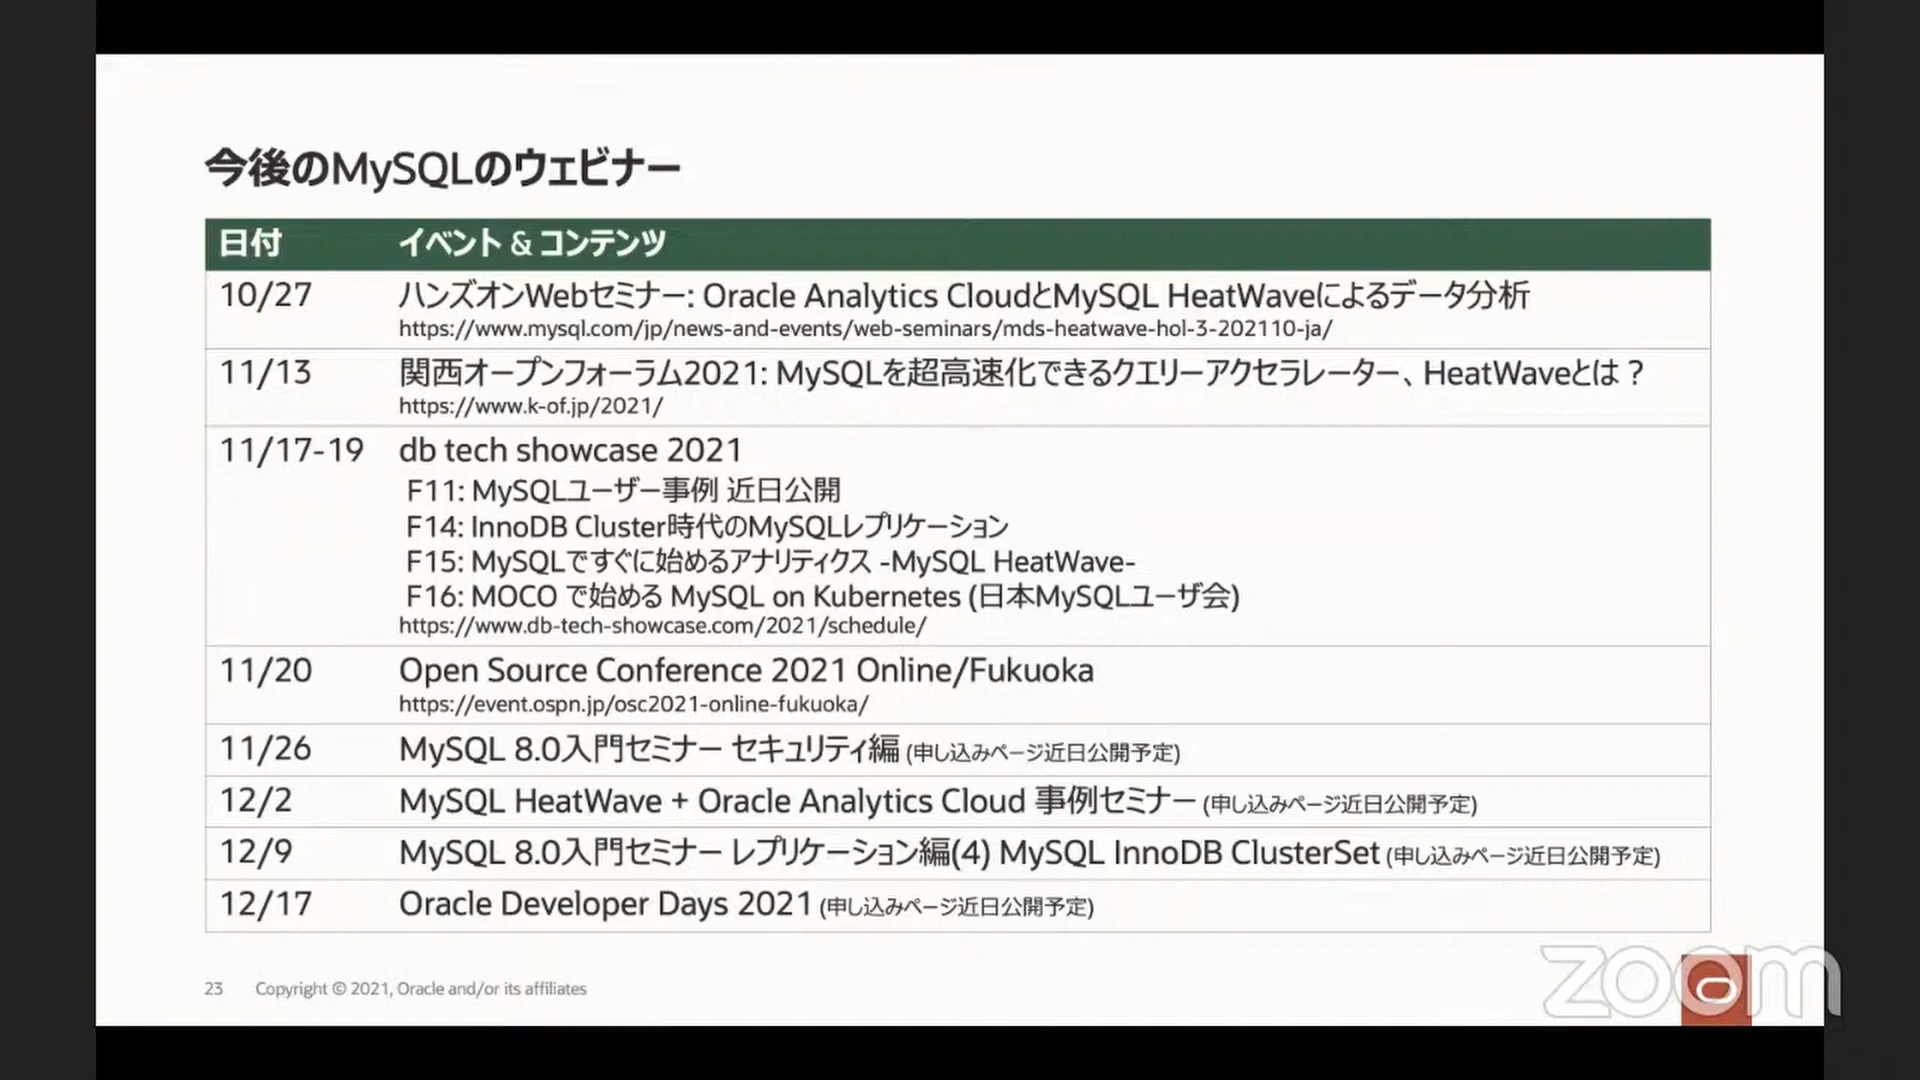 今後のMySQLのウェビナー
日付 イベント & コンテンツ
10/27 ハンズオンWebセミナー: Oracle Analytics CloudとMySQL HeatWaveによるデータ分析
https://www.mysql.com/jp/news-and-events/web-seminars/mds-heatwave-hol-3-202110-ja/
11/13 関西オープンフォーラム2021: MySQLを超高速化できるクエリーアクセラレーター、HeatWaveとは？
https://www.k-of.jp/2021/
11/17-19 db tech showcase 2021
F11: MySQLユーザー事例 近日公開
F14: InnoDB Cluster時代のMySQLレプリケーション
F15: MySQLですぐに始めるアナリティクス -MySQL HeatWave-
F16: MOCO で始める MySQL on Kubernetes (日本MySQLユーザ会)
https://www.db-tech-showcase.com/2021/schedule/
11/20 Open Source Conference 2021 Online/Fukuoka
https://event.ospn.jp/osc2021-online-fukuoka/
11/26 MySQL 8.0入門セミナー セキュリティ編 (申し込みページ近日公開予定)
12/2 MySQL HeatWave + Oracle Analytics Cloud 事例セミナー (申し込みページ近日公開予定)
12/9 MySQL 8.0入門セミナー レプリケーション編(4) MySQL InnoDB ClusterSet (申し込みページ近日公開予定)
12/17 Oracle Developer Days 2021 (申し込みページ近日公開予定)
23 Copyright © 2021, Oracle and/or its affiliates
zoom